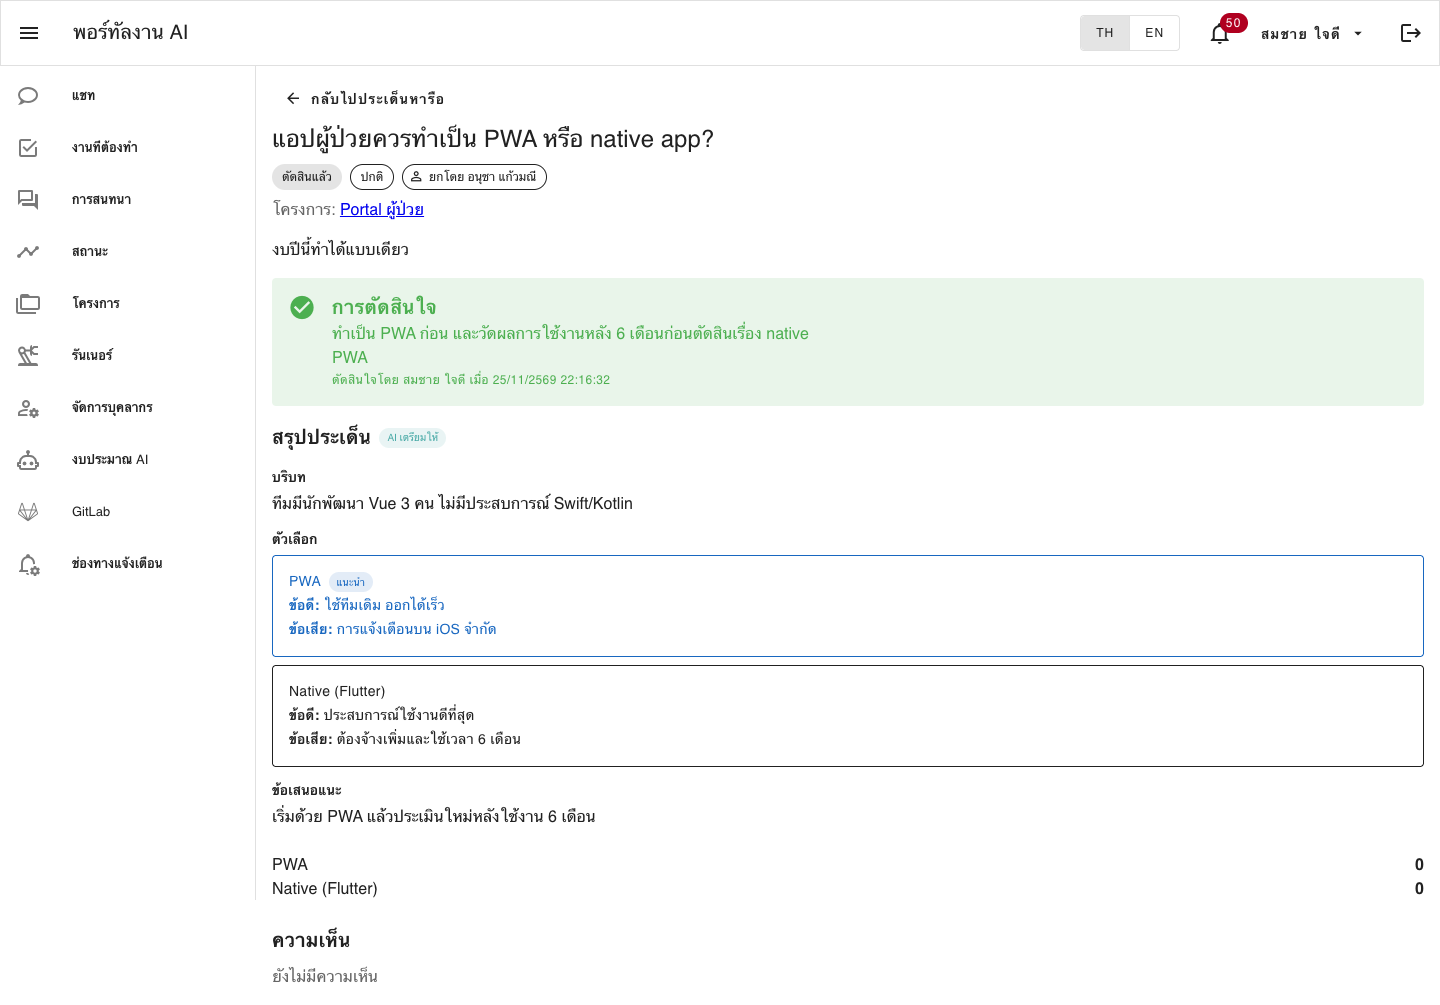 พอร์ทัลงาน AI
TH
EN
50
สมชาย ใจดี
แชท
งานที่ต้องทำ
การสนทนา
สถานะ
โครงการ
รันเนอร์
จัดการบุคลากร
งบประมาณ AI
GitLab
ช่องทางแจ้งเตือน
กลับไปประเด็นหารือ
แอปผู้ป่วยควรทำเป็น PWA หรือ native app?
ตัดสินแล้ว
ปกติ
ยกโดย อนุชา แก้วมณี
โครงการ: Portal ผู้ป่วย
งบปีนี้ทำได้แบบเดียว
การตัดสินใจ
ทำเป็น PWA ก่อน และวัดผลการใช้งานหลัง 6 เดือนก่อนตัดสินเรื่อง native
PWA
ตัดสินใจโดย สมชาย ใจดี เมื่อ 25/11/2569 22:16:32
สรุปประเด็น
AI เตรียมให้
บริบท
ทีมมีนักพัฒนา Vue 3 คน ไม่มีประสบการณ์ Swift/Kotlin
ตัวเลือก
PWA แนะนำ
ข้อดี: ใช้ทีมเดิม ออกได้เร็ว
ข้อเสีย: การแจ้งเตือนบน iOS จำกัด
Native (Flutter)
ข้อดี: ประสบการณ์ใช้งานดีที่สุด
ข้อเสีย: ต้องจ้างเพิ่มและใช้เวลา 6 เดือน
ข้อเสนอแนะ
เริ่มด้วย PWA แล้วประเมินใหม่หลังใช้งาน 6 เดือน
PWA 0
Native (Flutter) 0
ความเห็น
ยังไม่มีความเห็น